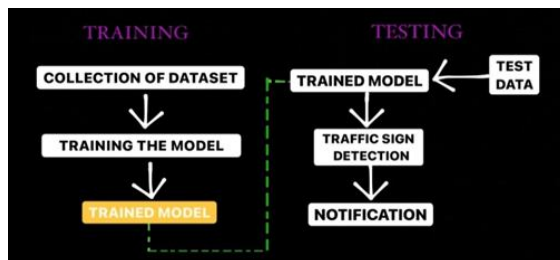 TRAINING
COLLECTION OF DATASET
TRAINING THE MODEL
TRAINED MODEL
TESTING
TEST
DATA
TRAINED MODEL
TRAFFIC SIGN
DETECTION
NOTIFICATION